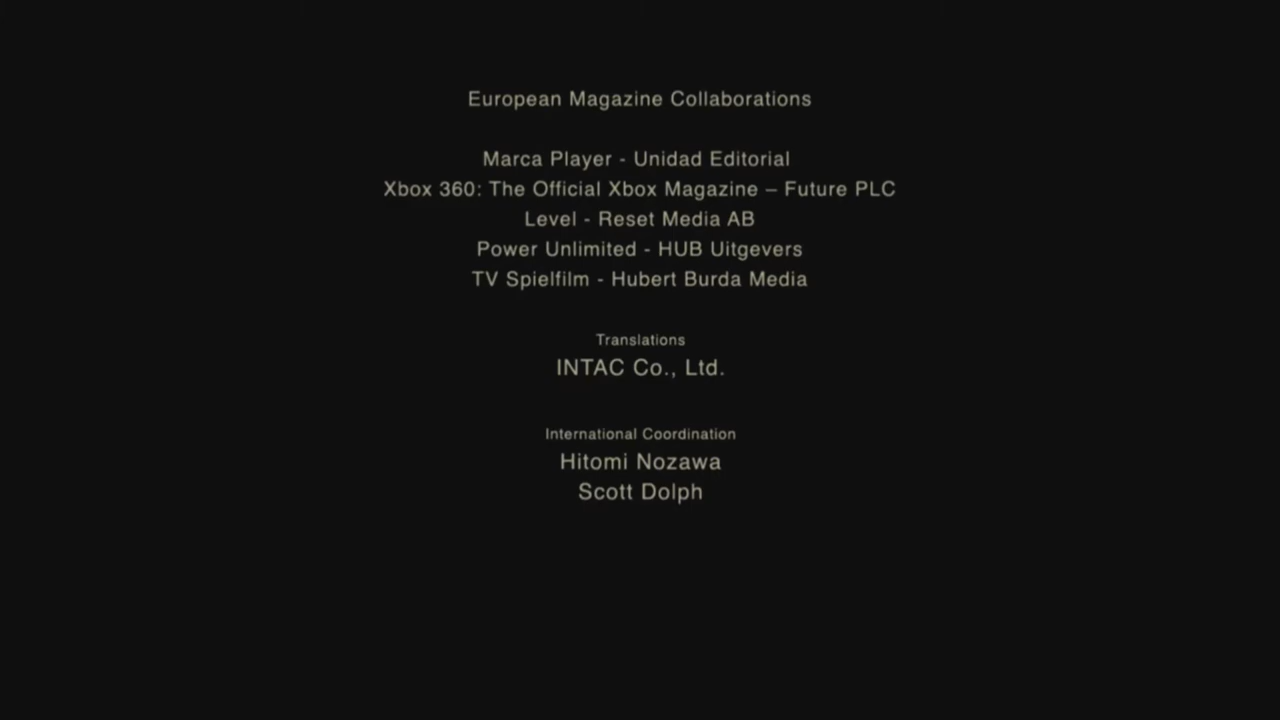 European Magazine Collaborations
Marca Player - Unidad Editorial
Xbox 360: The Official Xbox Magazine – Future PLC
Level - Reset Media AB
Power Unlimited - HUB Uitgevers
TV Spielfilm - Hubert Burda Media
Translations
INTAC Co., Ltd.
International Coordination
Hitomi Nozawa
Scott Dolph